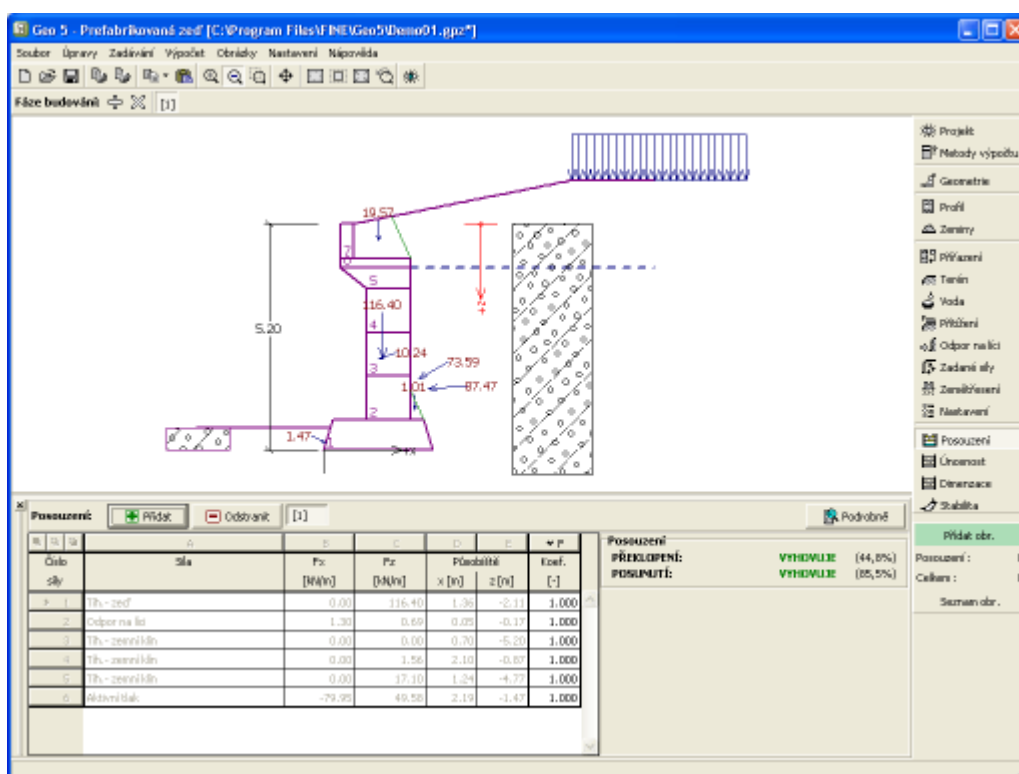 Geo 5 - Prefabrikovaná zeď [C:\Program Files\FINE\Geo5\Demo01.gpz*]
Soubor Úpravy Zadávání Výpočet Obrázky Nastavení Nápověda
Fáze budování: [1]
Projekt
Metody výpočtu
Geometrie
Profil
Zeminy
Přiřazení
Terén
Voda
Přitížení
Odpor na líci
Zadané síly
Zemětřesení
Nastavení
Posouzení
Únosnost
Dimenzace
Stabilita
Přidat obr.
Posouzení :
Celkem :
Seznam obr.
19.57
7
6
5
+z
116.40
5.20
4
10.24
73.59
3
1.01
87.47
2
1.47
+x
Posouzení: Přidat Odstranit [1] Podrobně
A B C D E F
Číslo Síla Fx Fz Působiště Koef.
síly [kN/m] [kN/m] x [m] z [m] [-]
1 Tíh.- zeď 0.00 116.40 1.36 -2.11 1.000
2 Odpor na líci 1.30 0.69 0.05 -0.17 1.000
3 Tíh.- zemní klín 0.00 0.00 0.70 -5.20 1.000
4 Tíh.- zemní klín 0.00 1.56 2.10 -0.87 1.000
5 Tíh.- zemní klín 0.00 17.10 1.24 -4.77 1.000
6 Aktivní tlak -79.95 49.58 2.19 -1.47 1.000
Posouzení
PŘEKLOPENÍ: VYHOVUJE (44,8%)
POSUNUTÍ: VYHOVUJE (85,5%)